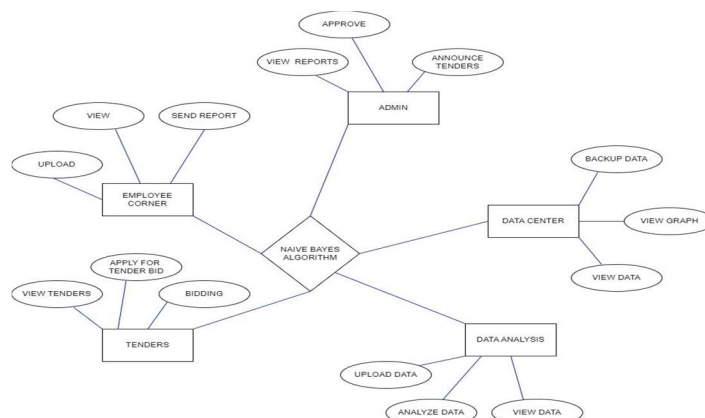 APPROVE
VIEW REPORTS
ANNOUNCE
TENDERS
ADMIN
VIEW
SEND REPORT
UPLOAD
EMPLOYEE
CORNER
BACKUP DATA
DATA CENTER
VIEW GRAPH
VIEW DATA
NAIVE BAYES
ALGORITHM
APPLY FOR
TENDER BID
VIEW TENDERS
BIDDING
TENDERS
DATA ANALYSIS
UPLOAD DATA
ANALYZE DATA
VIEW DATA